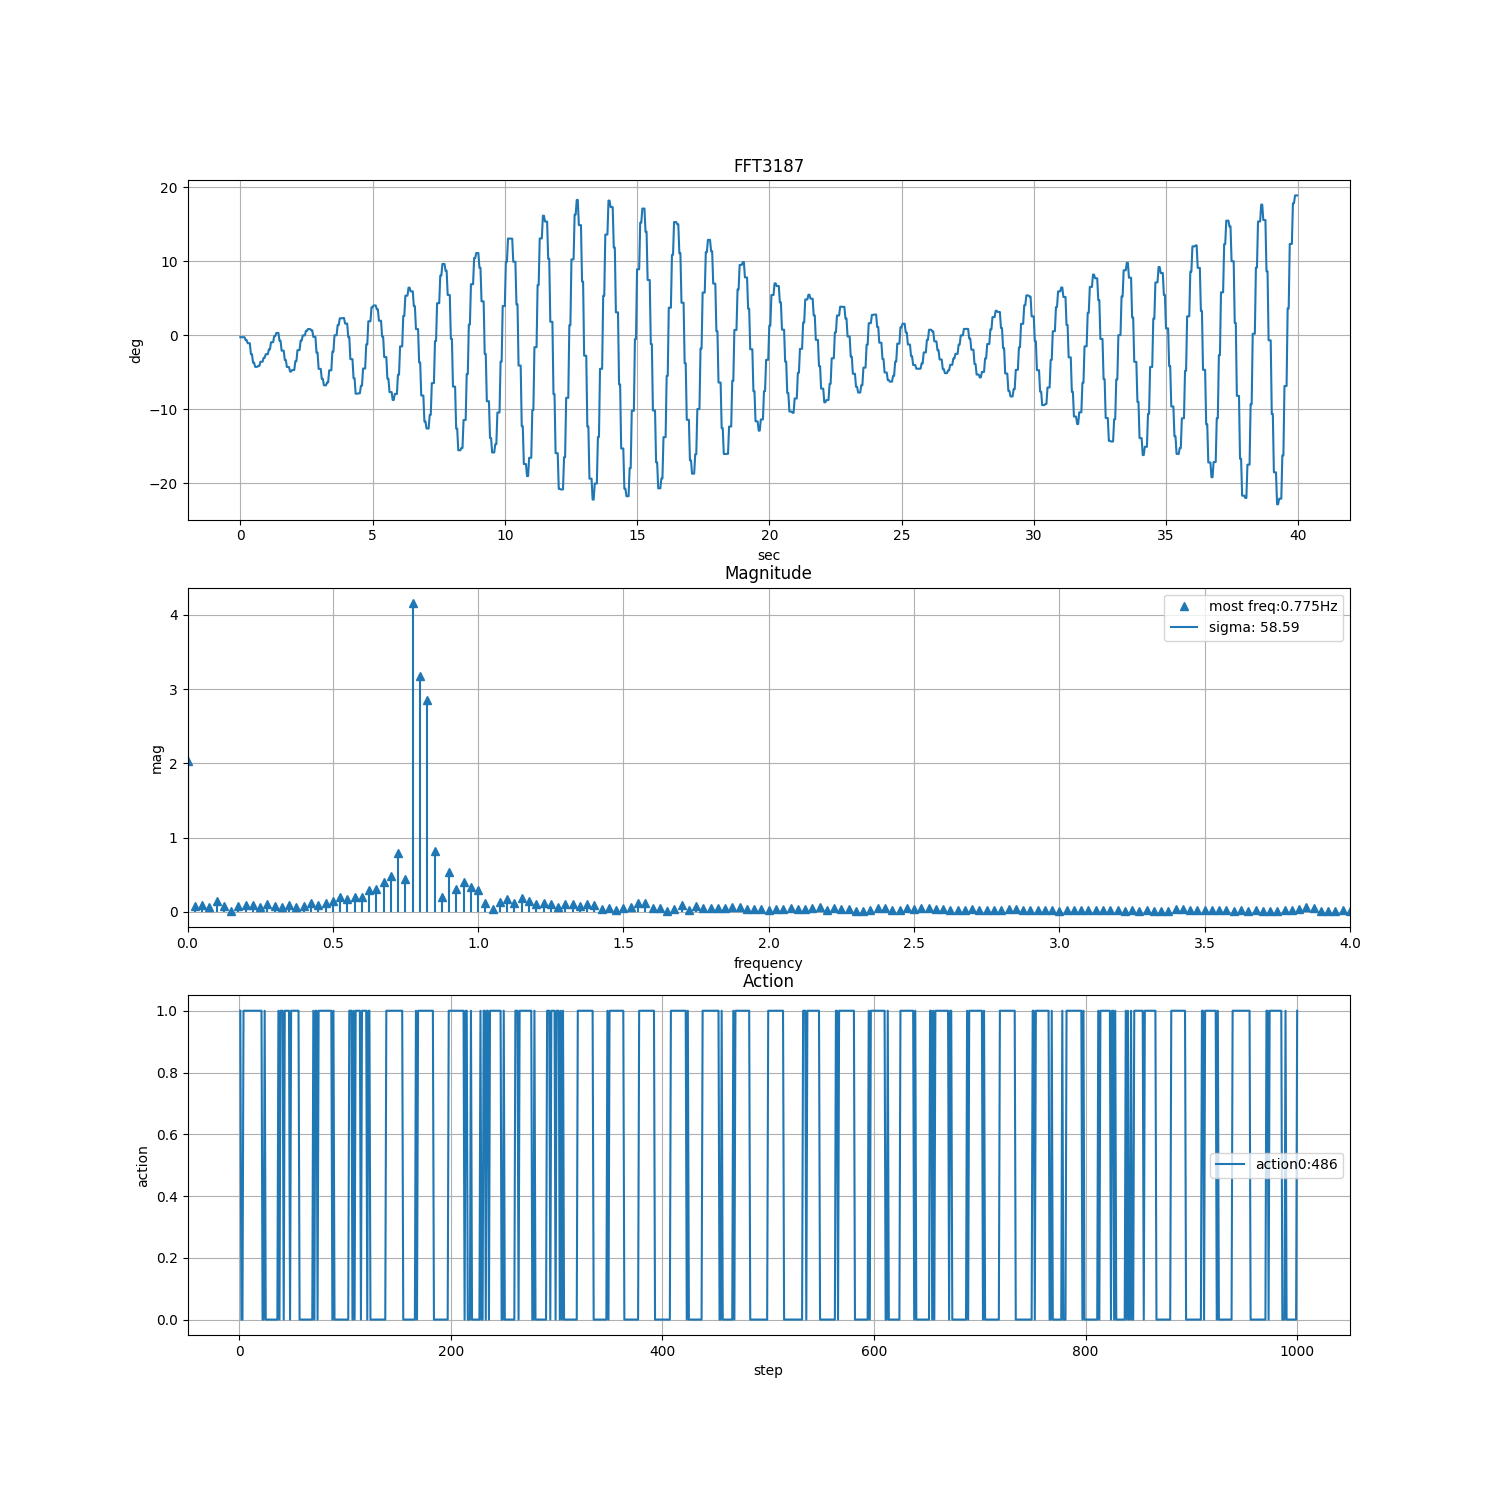 FFT3187
20
10
0
−10
−20
deg
0 5 10 15 20 25 30 35 40
sec
Magnitude
4
3
2
1
0
mag
most freq:0.775Hz
sigma: 58.59
0.0 0.5 1.0 1.5 2.0 2.5 3.0 3.5 4.0
frequency
Action
1.0
0.8
0.6
0.4
0.2
0.0
action
action0:486
0 200 400 600 800 1000
step